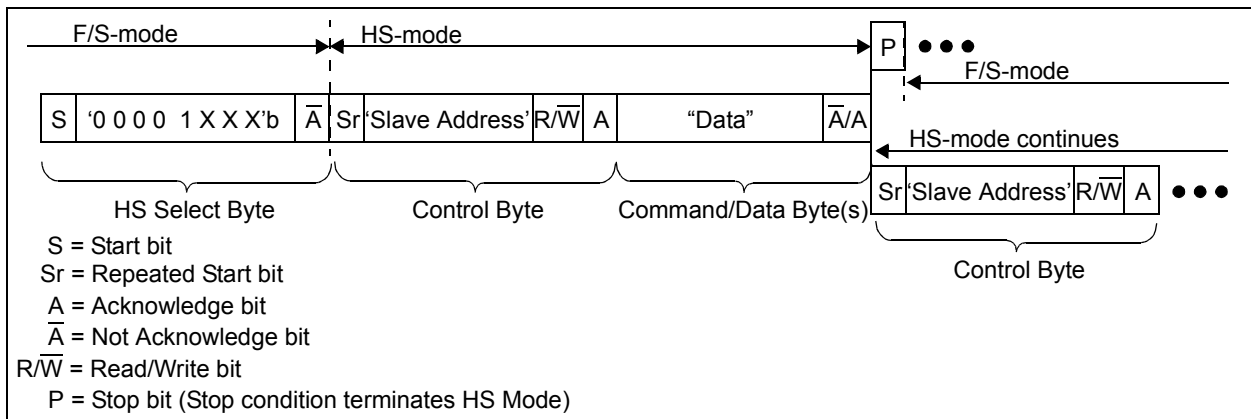 F/S-mode HS-mode P
F/S-mode
S ‘0 0 0 0 1 X X X’b A̅ Sr ‘Slave Address’ R/W̅ A “Data” A̅/A
HS-mode continues
Sr ‘Slave Address’ R/W̅ A
HS Select Byte Control Byte Command/Data Byte(s)
Control Byte
S = Start bit
Sr = Repeated Start bit
A = Acknowledge bit
A̅ = Not Acknowledge bit
R/W̅ = Read/Write bit
P = Stop bit (Stop condition terminates HS Mode)